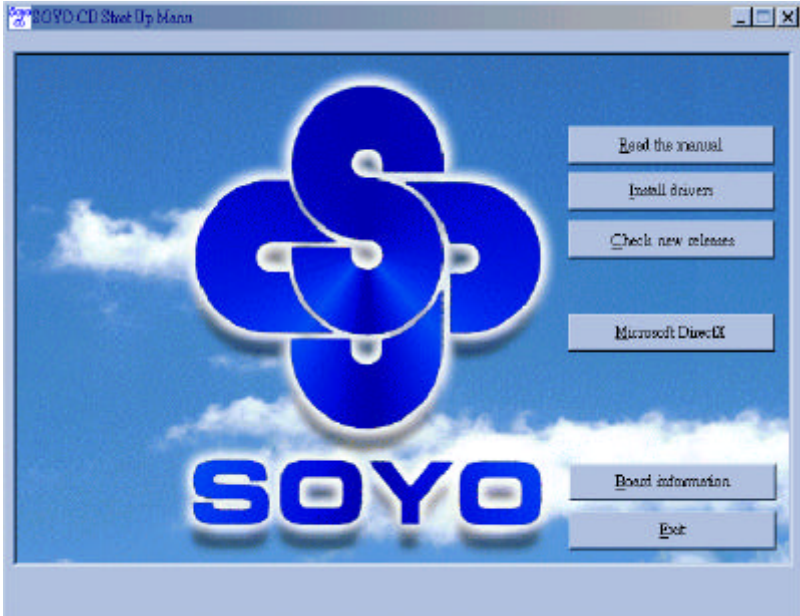 SOYO CD Start Up Menu
Read the manual
Install drivers
Check new releases
Microsoft DirectX
SOYO
Board information
Exit